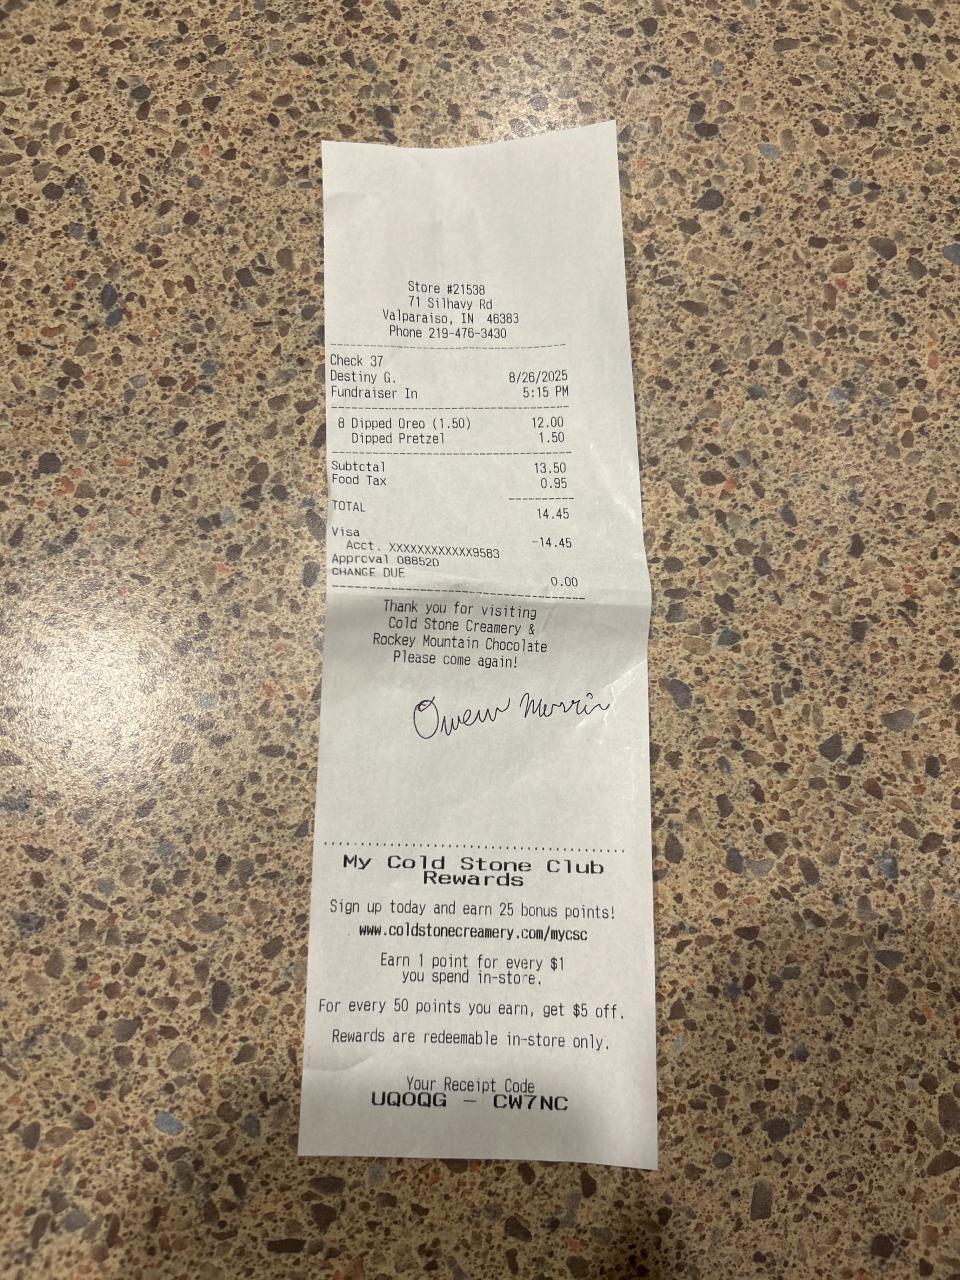 Store #21538
71 Silhavy Rd
Valparaiso, IN 46383
Phone 219-476-3430
Check 37
Destiny G. 8/26/2025
Fundraiser In 5:15 PM
8 Dipped Oreo (1.50) 12.00
Dipped Pretzel 1.50
Subtotal 13.50
Food Tax 0.95
TOTAL 14.45
Visa -14.45
Acct. XXXXXXXXXXXX9583
Approval 08852D
CHANGE DUE 0.00
Thank you for visiting
Cold Stone Creamery &
Rockey Mountain Chocolate
Please come again!
Owen Morris
My Cold Stone Club
Rewards
Sign up today and earn 25 bonus points!
www.coldstonecreamery.com/mycsc
Earn 1 point for every $1
you spend in-store.
For every 50 points you earn, get $5 off.
Rewards are redeemable in-store only.
Your Receipt Code
UQOQG - CW7NC